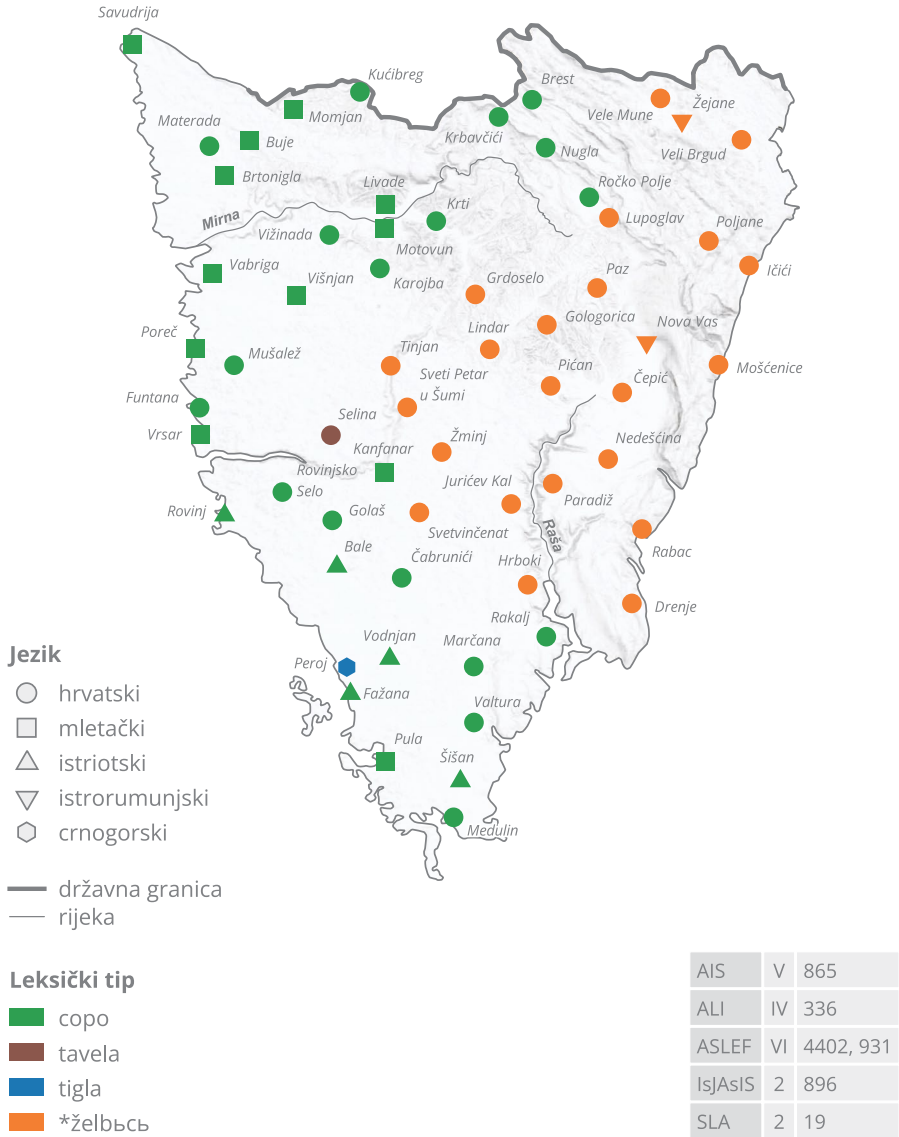 Savudrija
Kućibreg
Brest
Žejane
Vele Mune
Momjan
Materada
Krbavčići
Buje
Nugla
Veli Brgud
Brtonigla
Livade
Ročko Polje
Krti
Mirna
Lupoglav
Poljane
Vižinada
Motovun
Vabriga
Višnjan
Karojba
Grdoselo
Paz
Ičići
Gologorica
Nova Vas
Poreč
Lindar
Mušalež
Tinjan
Pićan
Mošćenice
Sveti Petar
u Šumi
Čepić
Funtana
Selina
Vrsar
Žminj
Nedešćina
Kanfanar
Rovinjsko
Selo
Jurićev Kal
Paradiž
Rovinj
Golaš
Svetvinčenat
Raša
Bale
Čabrunići
Hrboki
Rabac
Drenje
Rakalj
Vodnjan
Marčana
Peroj
Fažana
Valtura
Pula
Šišan
Medulin
Jezik
hrvatski
mletački
istriotski
istrorumunjski
crnogorski
državna granica
rijeka
Leksički tip
copo
tavela
tigla
*želbьcь
AIS V 865
ALI IV 336
ASLEF VI 4402, 931
IsJAsIS 2 896
SLA 2 19